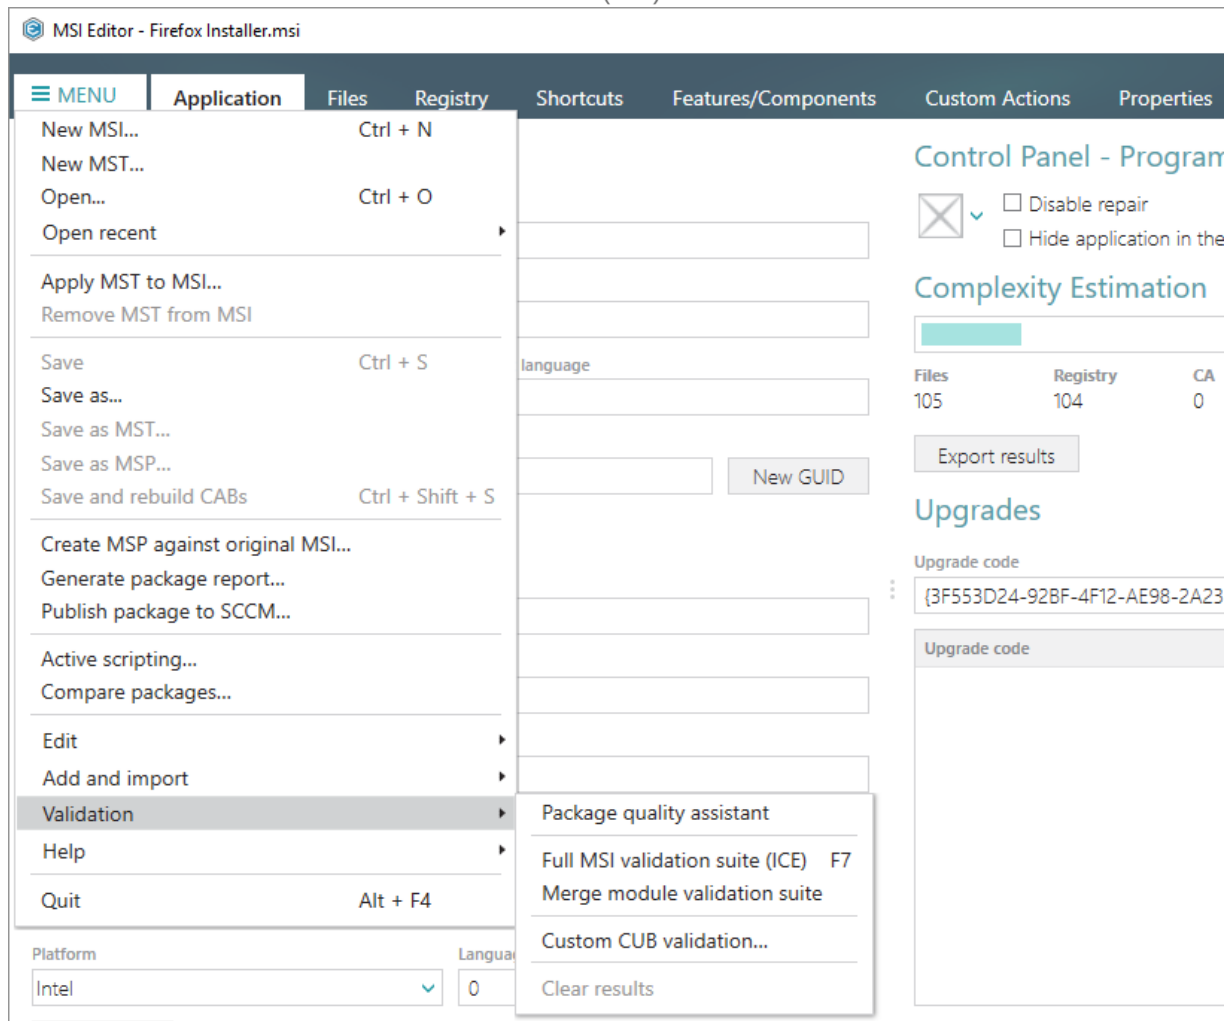 MSI Editor - Firefox Installer.msi
MENU Application Files Registry Shortcuts Features/Components Custom Actions Properties
New MSI... Ctrl + N
New MST...
Open... Ctrl + O
Open recent
Apply MST to MSI...
Remove MST from MSI
Save Ctrl + S
Save as...
Save as MST...
Save as MSP...
Save and rebuild CABs Ctrl + Shift + S
Create MSP against original MSI...
Generate package report...
Publish package to SCCM...
Active scripting...
Compare packages...
Edit
Add and import
Validation
Help
Quit Alt + F4
Package quality assistant
Full MSI validation suite (ICE) F7
Merge module validation suite
Custom CUB validation...
Clear results
language
New GUID
Platform Langua
Intel 0
Control Panel - Program
Disable repair
Hide application in the
Complexity Estimation
Files Registry CA
105 104 0
Export results
Upgrades
Upgrade code
{3F553D24-92BF-4F12-AE98-2A23
Upgrade code